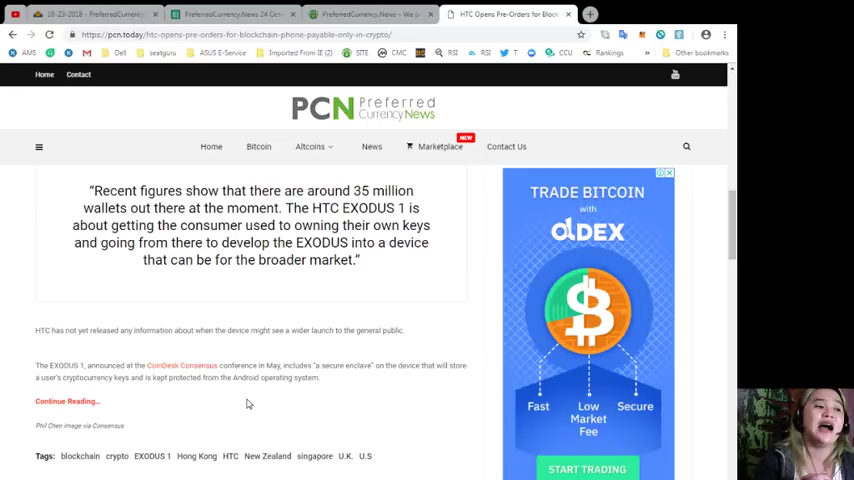 10-23-2018 - PreferredCurrency
PreferredCurrency.News 24 Oct
PreferredCurrency.News – We p
HTC Opens Pre-Orders for Block
https://pcn.today/htc-opens-pre-orders-for-blockchain-phone-payable-only-in-crypto/
AMS
Dell
seatguru
ASUS E-Service
Imported From IE (2)
SITE
CMC
RSI
RSI
T
Z
CCU
Rankings
Other bookmarks
Home
Contact
PCN Preferred
Currency News
NEW
Home
Bitcoin
Altcoins
News
Marketplace
Contact Us
“Recent figures show that there are around 35 million
wallets out there at the moment. The HTC EXODUS 1 is
about getting the consumer used to owning their own keys
and going from there to develop the EXODUS into a device
that can be for the broader market.”
HTC has not yet released any information about when the device might see a wider launch to the general public.
The EXODUS 1, announced at the CoinDesk Consensus conference in May, includes “a secure enclave” on the device that will store
a user's cryptocurrency keys and is kept protected from the Android operating system.
Continue Reading...
Phil Chen image via Consensus
Tags: blockchain crypto EXODUS 1 Hong Kong HTC New Zealand singapore U.K. U.S
TRADE BITCOIN
with
OLDEX
Fast
Low
Market
Fee
Secure
START TRADING